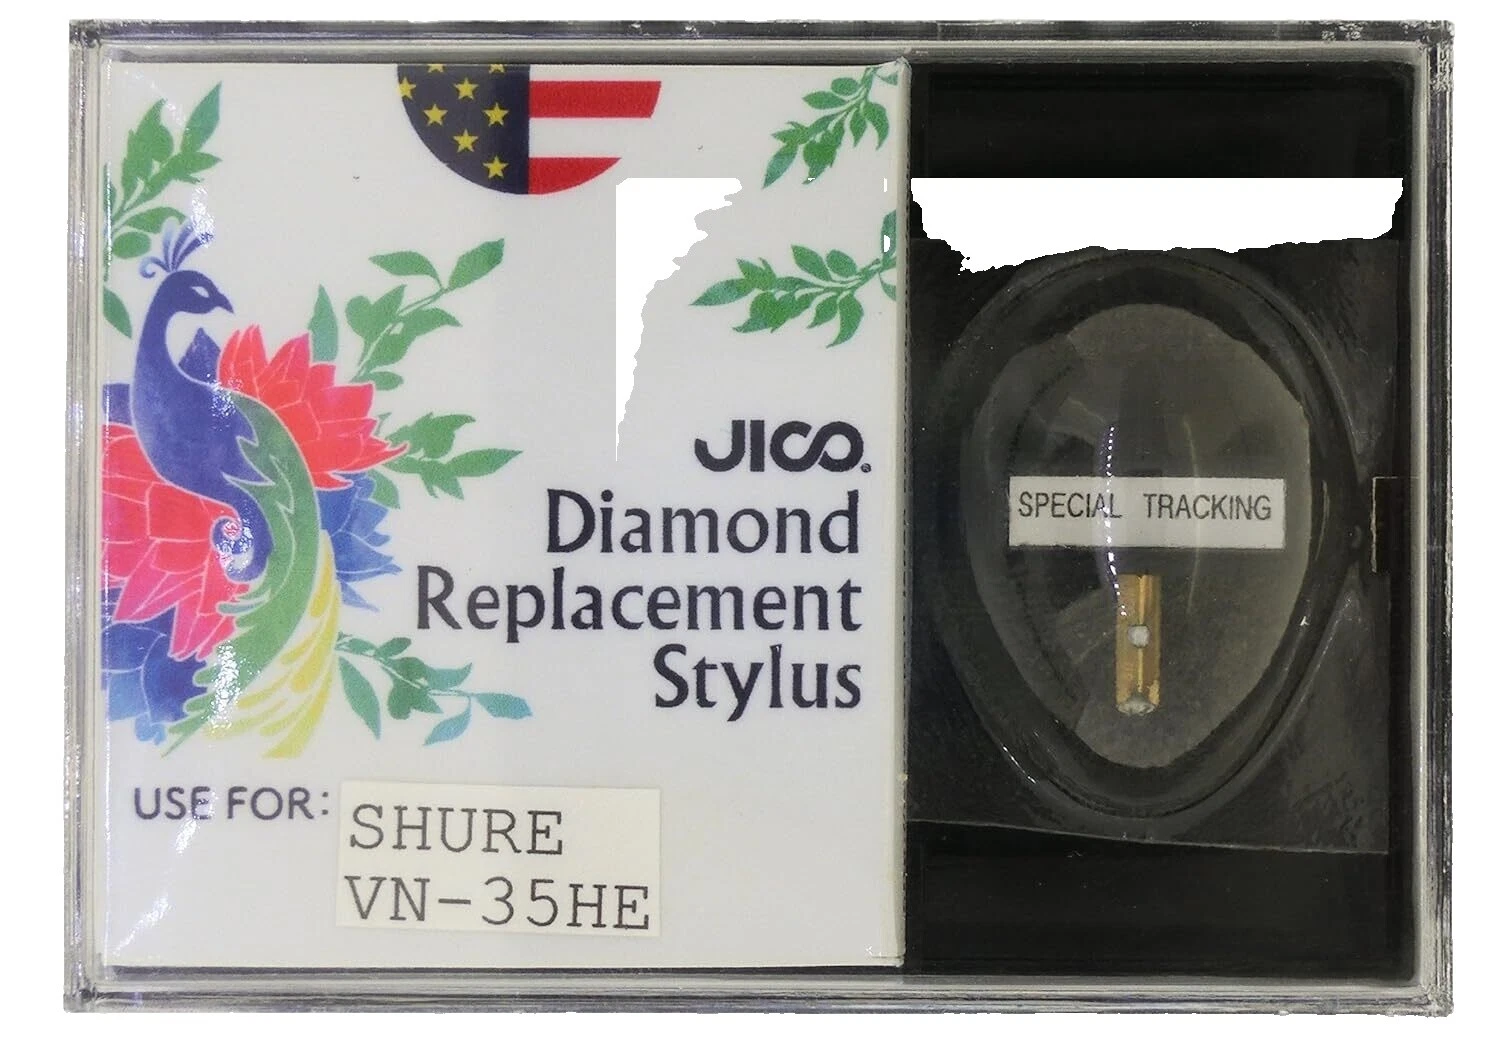 JICO
Diamond
Replacement
Stylus
USE FOR:
SHURE
VN-35HE
SPECIAL TRACKING